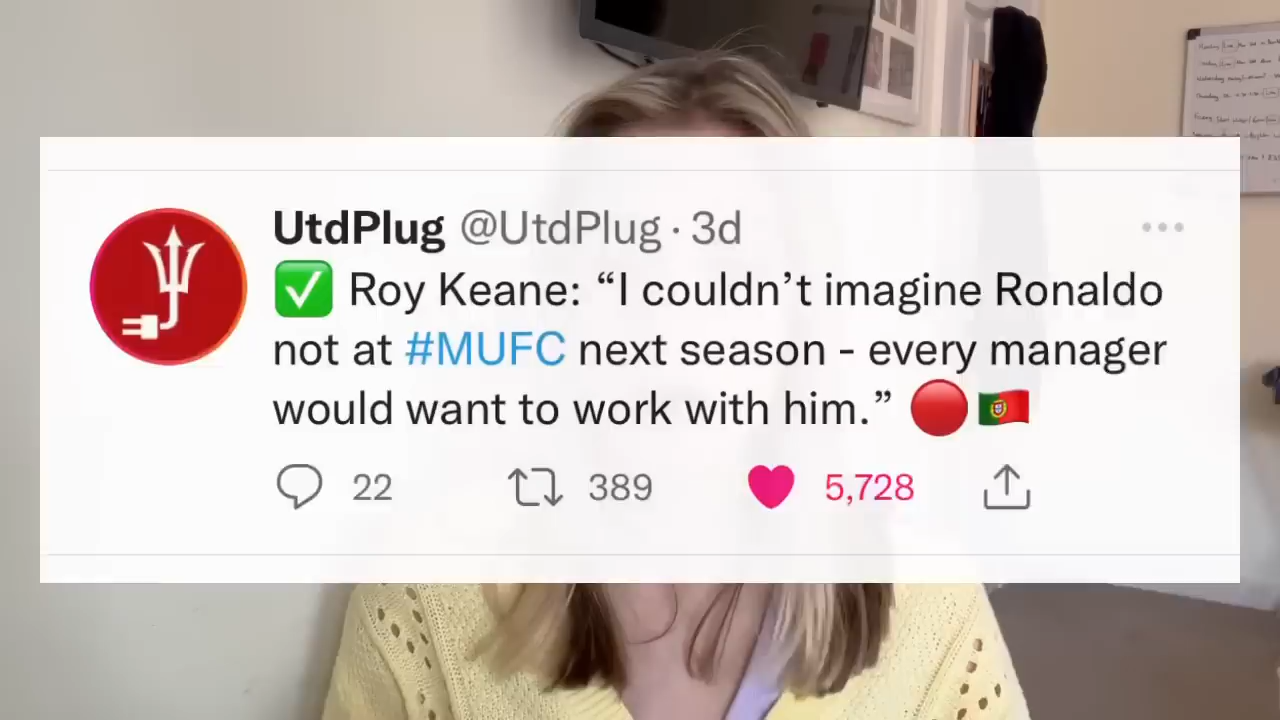 UtdPlug @UtdPlug · 3d
✅ Roy Keane: “I couldn’t imagine Ronaldo
not at #MUFC next season - every manager
would want to work with him.” 🔴🇵🇹
22 389 5,728